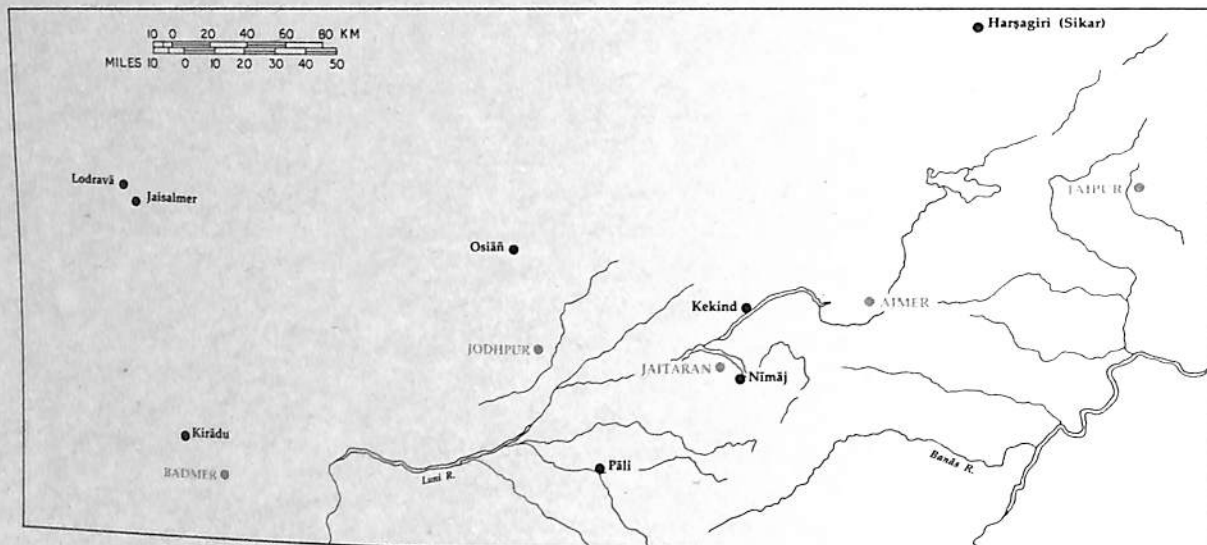 Harṣagiri (Sikar)
10 0 20 40 60 80 KM
MILES 10 0 10 20 30 40 50
Lodravā
Jaisalmer
JAIPUR
Osiāñ
Kekind
AJMER
JODHPUR
JAITARAN
Nīmāj
Kirāḍu
BADMER
Luni R.
Pāli
Banās R.